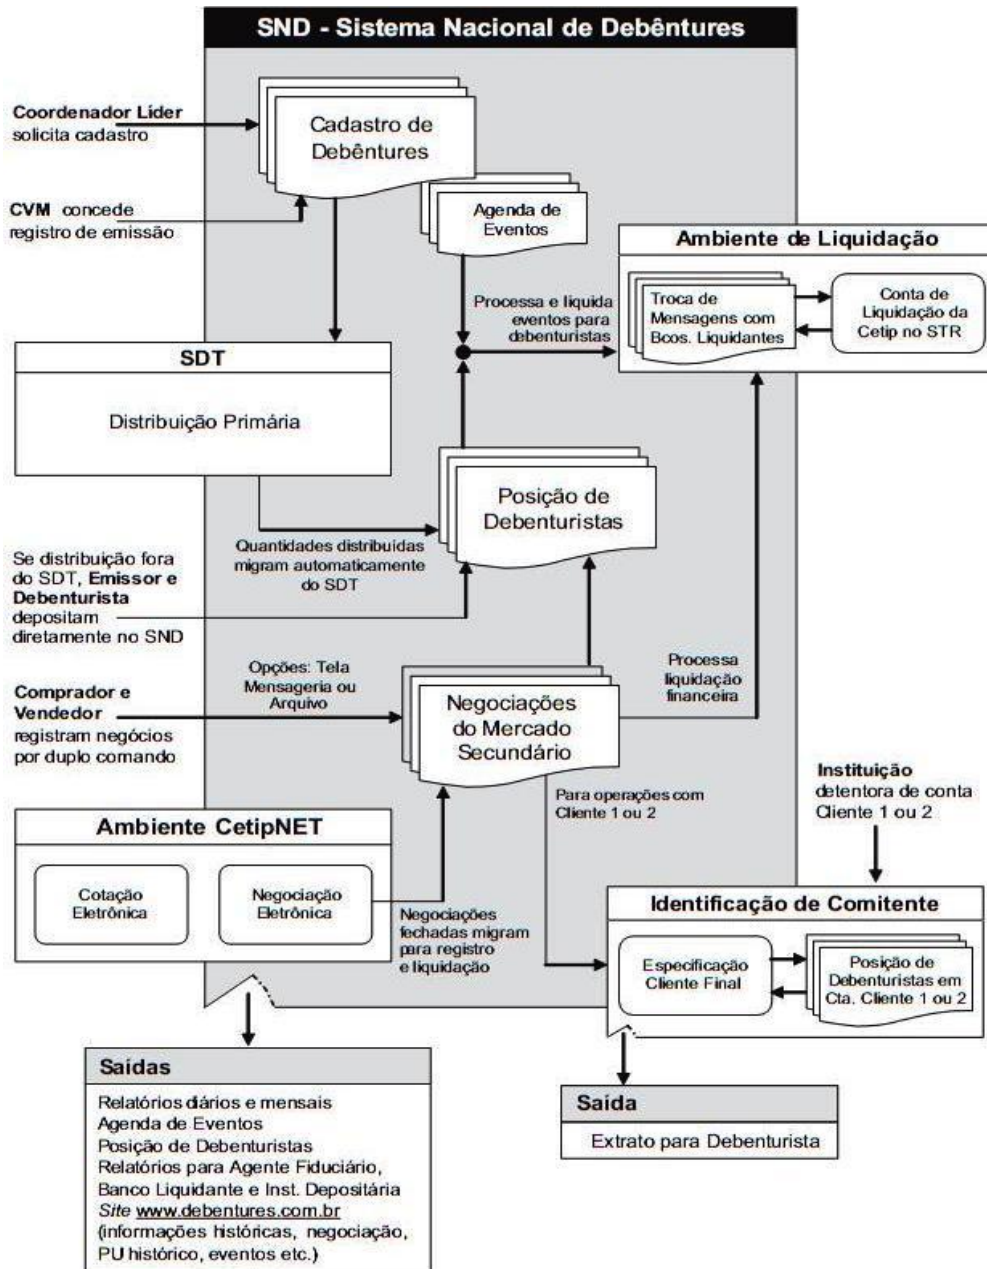 SND - Sistema Nacional de Debêntures
Coordenador Líder
solicita cadastro
Cadastro de
Debêntures
CVM concede
registro de emissão
Agenda de
Eventos
Ambiente de Liquidação
Troca de
Mensagens com
Bcos. Liquidantes
Conta de
Liquidação da
Cetip no STR
Processa e liquida
eventos para
debenturistas
SDT
Distribuição Primária
Posição de
Debenturistas
Quantidades distribuídas
migram automaticamente
do SDT
Se distribuição fora
do SDT, Emissor e
Debenturista
depositam
diretamente no SND
Opções: Tela
Mensageria ou
Arquivo
Comprador e
Vendedor
registram negócios
por duplo comando
Negociações
do Mercado
Secundário
Processa
liquidação
financeira
Para operações com
Cliente 1 ou 2
Instituição
detentora de conta
Cliente 1 ou 2
Ambiente CetipNET
Cotação
Eletrônica
Negociação
Eletrônica
Negociações
fechadas migram
para registro
e liquidação
Identificação de Comitente
Especificação
Cliente Final
Posição de
Debenturistas em
Cta. Cliente 1 ou 2
Saídas
Relatórios diários e mensais
Agenda de Eventos
Posição de Debenturistas
Relatórios para Agente Fiduciário,
Banco Liquidante e Inst. Depositária
Site www.debentures.com.br
(informações históricas, negociação,
PU histórico, eventos etc.)
Saída
Extrato para Debenturista